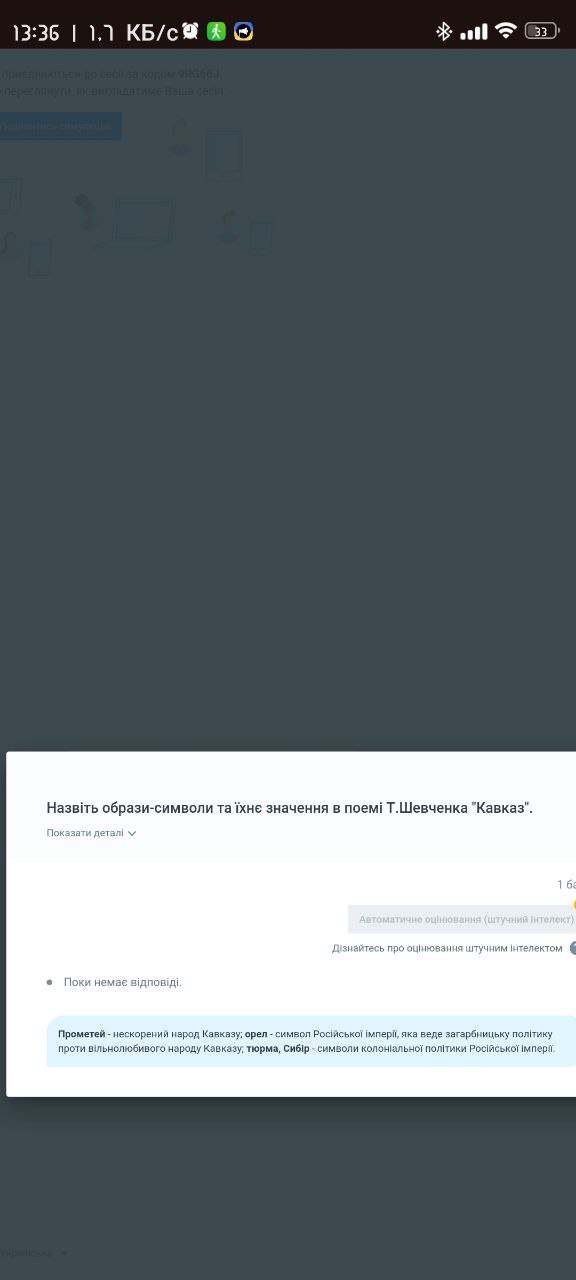 13:36 | 1,7 КБ/с 33
приєднаються до сесії за кодом 9RG66J.
переглянути, як виглядатиме Ваша сесія:
Назвіть образи-символи та їхнє значення в поемі Т.Шевченка "Кавказ".
Показати деталі
1 ба
Автоматичне оцінювання (штучний інтелект)
Дізнайтесь про оцінювання штучним інтелектом
Поки немає відповіді.
Прометей - нескорений народ Кавказу; орел - символ Російської імперії, яка веде загарбницьку політику
проти вільнолюбивого народу Кавказу; тюрма, Сибір - символи колоніальної політики Російської імперії.
Українська